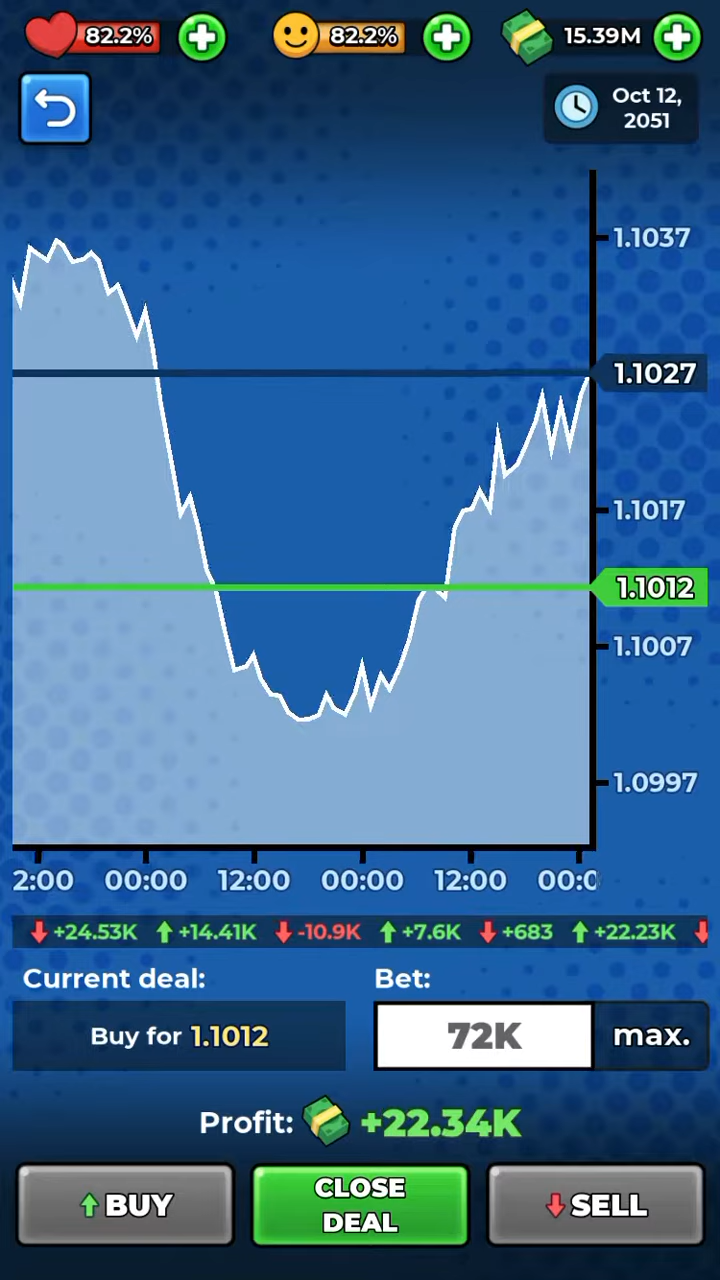 82.2%
82.2%
15.39M
Oct 12,
2051
1.1037
1.1027
1.1017
1.1012
1.1007
1.0997
2:00 00:00 12:00 00:00 12:00 00:0
+24.53K +14.41K -10.9K +7.6K +683 +22.23K
Current deal: Bet:
Buy for 1.1012 72K max.
Profit: +22.34K
BUY CLOSE DEAL SELL